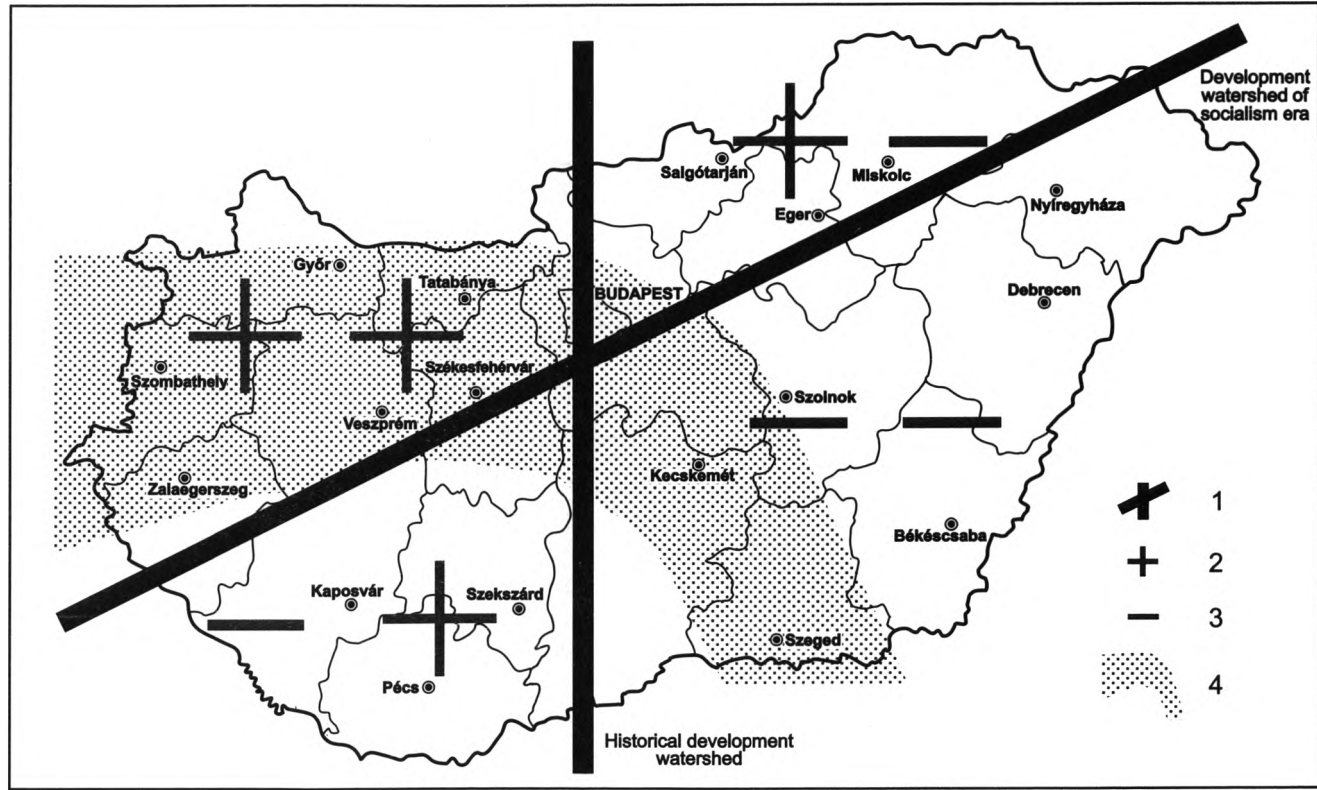 Development
watershed of
socialism era
Salgótarján
Miskolc
Nyíregyháza
Eger
Győr
Tatabánya
BUDAPEST
Debrecen
Szombathely
Székesfehérvár
Veszprém
Szolnok
Zalaegerszeg
Kecskemét
Békéscsaba
Kaposvár
Szekszárd
Szeged
Pécs
1
2
3
4
Historical development
watershed